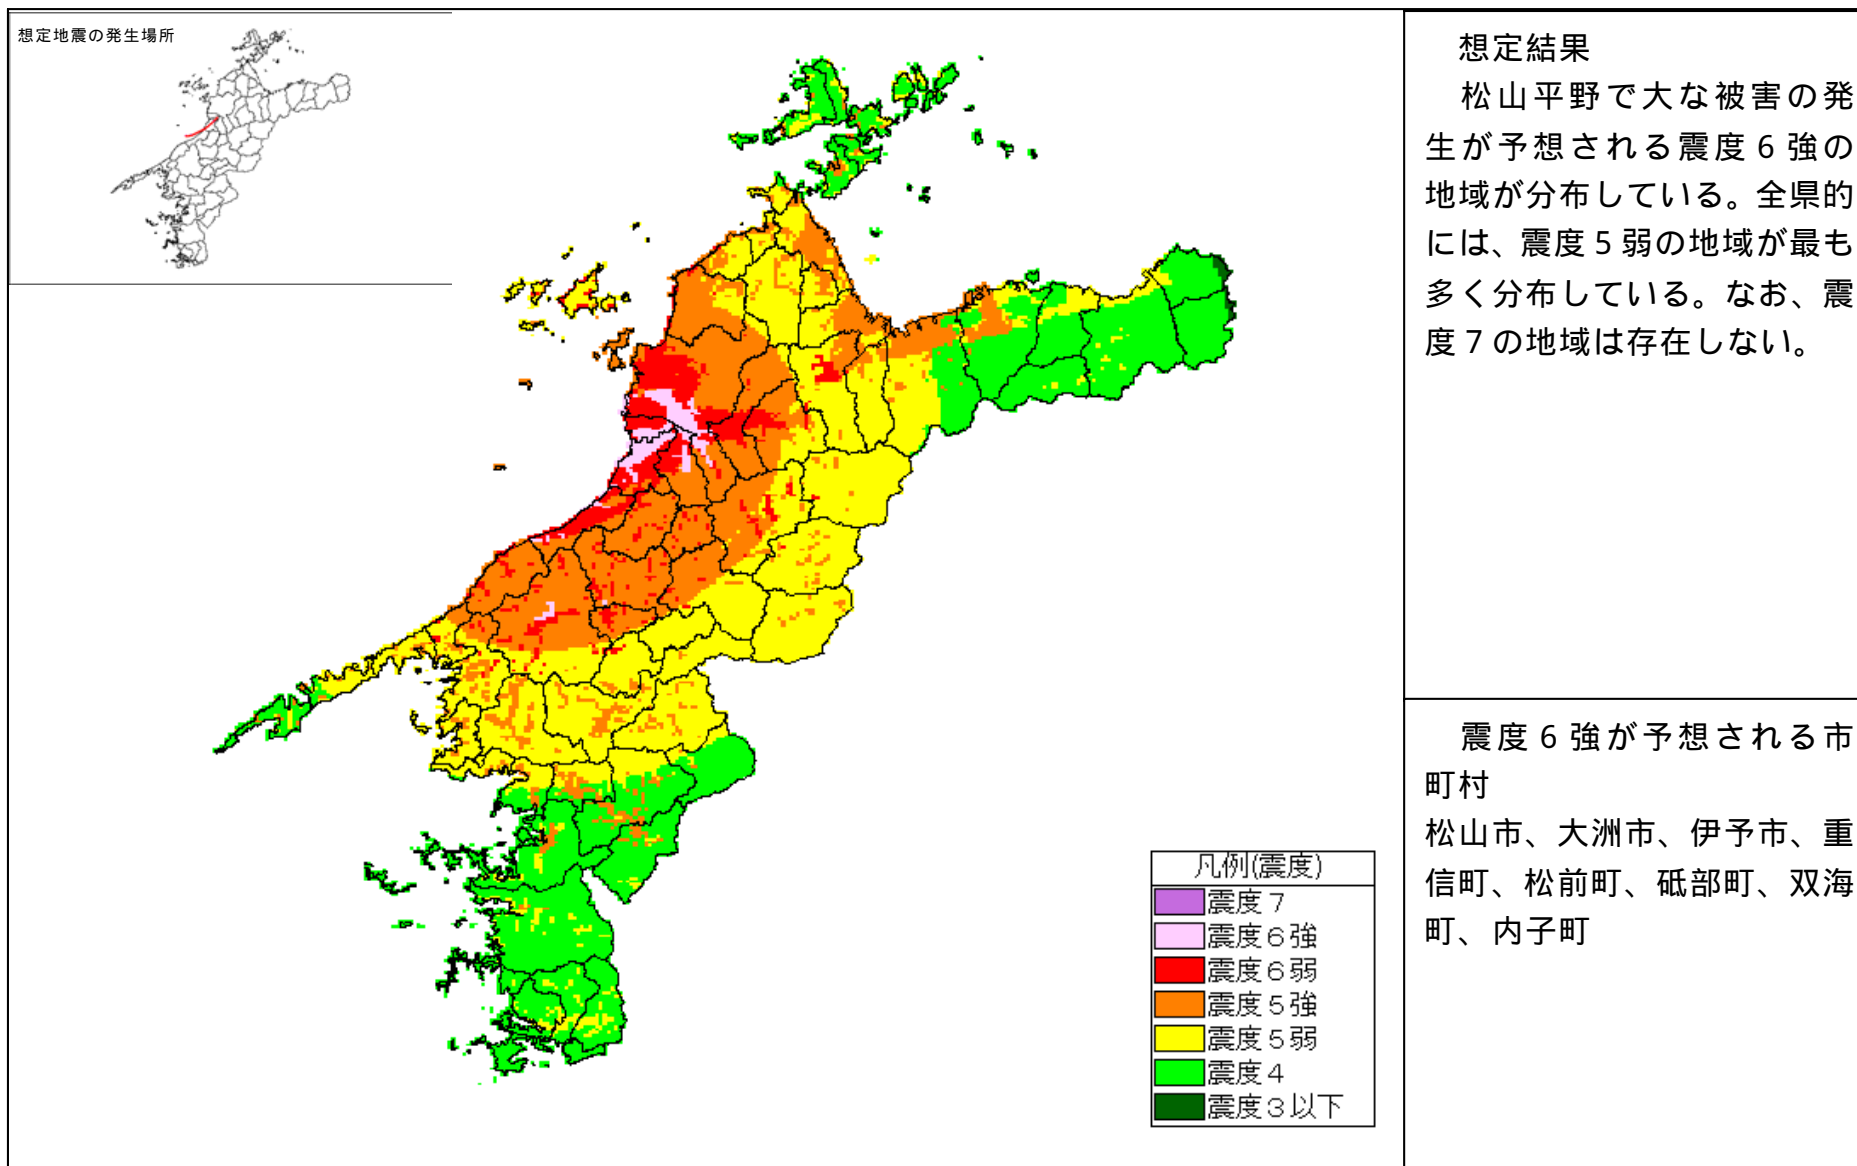 想定地震の発生場所
想定結果
松山平野で大な被害の発
生が予想される震度6強の
地域が分布している。全県的
には、震度5弱の地域が最も
多く分布している。なお、震
度7の地域は存在しない。
震度6強が予想される市
町村
松山市、大洲市、伊予市、重
信町、松前町、砥部町、双海
町、内子町
凡例(震度)
震度7
震度6強
震度6弱
震度5強
震度5弱
震度4
震度3以下